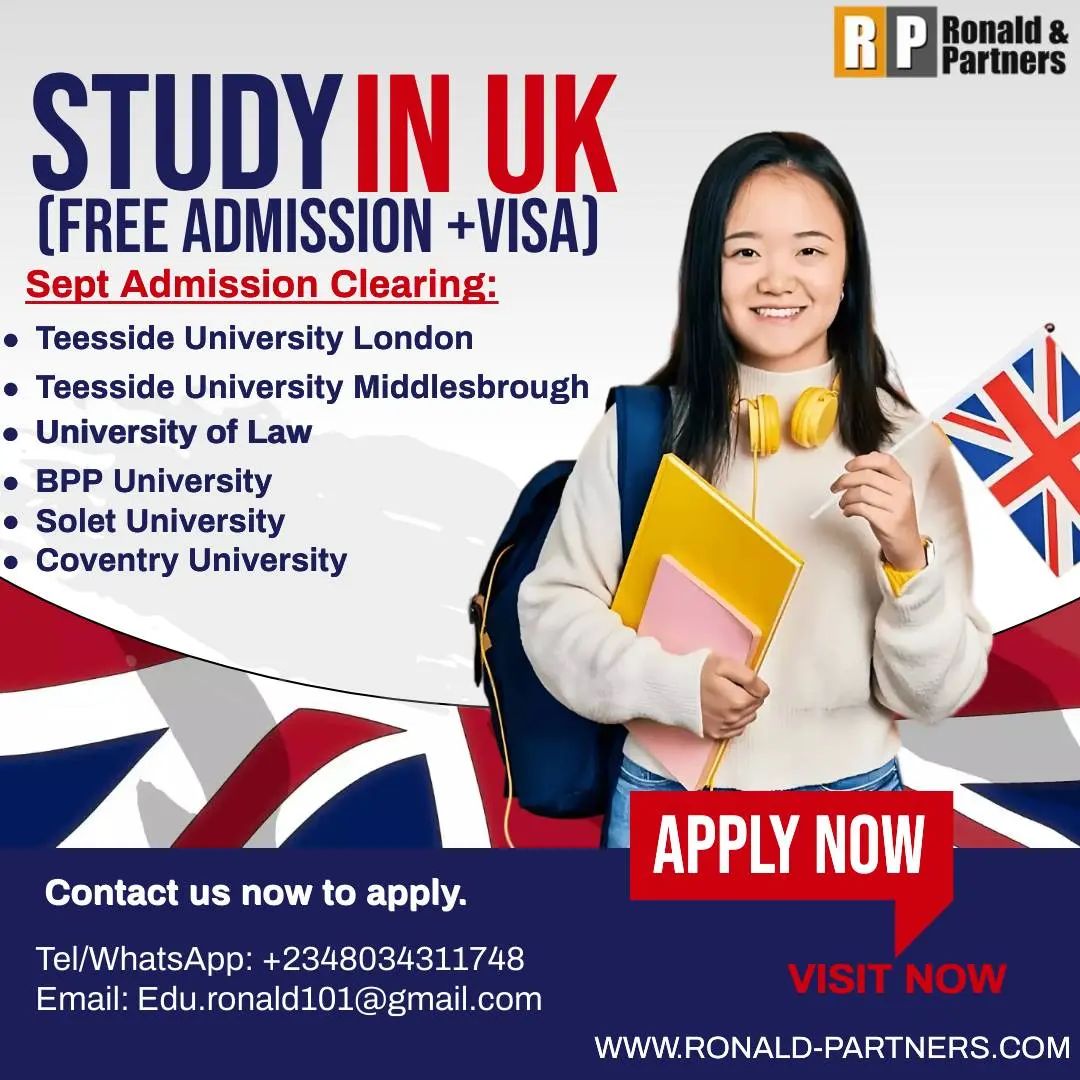 RP Ronald &
Partners
STUDY IN UK
(FREE ADMISSION +VISA)
Sept Admission Clearing:
• Teesside University London
• Teesside University Middlesbrough
• University of Law
• BPP University
• Solet University
• Coventry University
APPLY NOW
Contact us now to apply.
Tel/WhatsApp: +2348034311748
Email: Edu.ronald101@gmail.com
VISIT NOW
WWW.RONALD-PARTNERS.COM